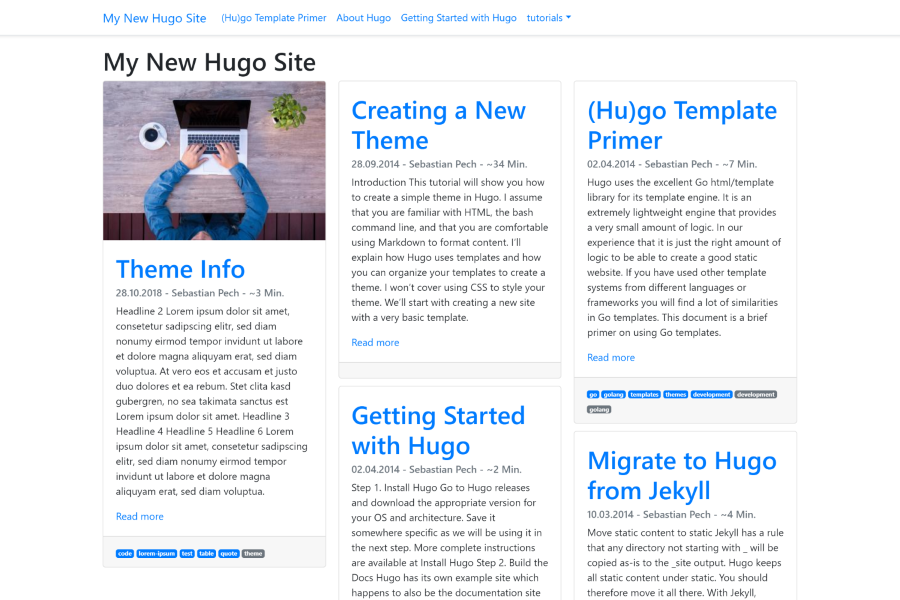 My New Hugo Site
(Hu)go Template Primer
About Hugo
Getting Started with Hugo
tutorials
My New Hugo Site
Theme Info
28.10.2018 - Sebastian Pech - ~3 Min.
Headline 2 Lorem ipsum dolor sit amet,
consetetur sadipscing elitr, sed diam
nonumy eirmod tempor invidunt ut labore
et dolore magna aliquyam erat, sed diam
voluptua. At vero eos et accusam et justo
duo dolores et ea rebum. Stet clita kasd
gubergren, no sea takimata sanctus est
Lorem ipsum dolor sit amet. Headline 3
Headline 4 Headline 5 Headline 6 Lorem
ipsum dolor sit amet, consetetur sadipscing
elitr, sed diam nonumy eirmod tempor
invidunt ut labore et dolore magna
aliquyam erat, sed diam voluptua.
Read more
code lorem-ipsum test table quote theme
Creating a New
Theme
28.09.2014 - Sebastian Pech - ~34 Min.
Introduction This tutorial will show you how
to create a simple theme in Hugo. I assume
that you are familiar with HTML, the bash
command line, and that you are comfortable
using Markdown to format content. I'll
explain how Hugo uses templates and how
you can organize your templates to create a
theme. I won't cover using CSS to style your
theme. We'll start with creating a new site
with a very basic template.
Read more
Getting Started
with Hugo
02.04.2014 - Sebastian Pech - ~2 Min.
Step 1. Install Hugo Go to Hugo releases
and download the appropriate version for
your OS and architecture. Save it
somewhere specific as we will be using it in
the next step. More complete instructions
are available at Install Hugo Step 2. Build the
Docs Hugo has its own example site which
happens to also be the documentation site
(Hu)go Template
Primer
02.04.2014 - Sebastian Pech - ~7 Min.
Hugo uses the excellent Go html/template
library for its template engine. It is an
extremely lightweight engine that provides
a very small amount of logic. In our
experience that it is just the right amount of
logic to be able to create a good static
website. If you have used other template
systems from different languages or
frameworks you will find a lot of similarities
in Go templates. This document is a brief
primer on using Go templates.
Read more
go golang templates themes development development
golang
Migrate to Hugo
from Jekyll
10.03.2014 - Sebastian Pech - ~4 Min.
Move static content to static Jekyll has a rule
that any directory not starting with _ will be
copied as-is to the _site output. Hugo keeps
all static content under static. You should
therefore move it all there. With Jekyll,